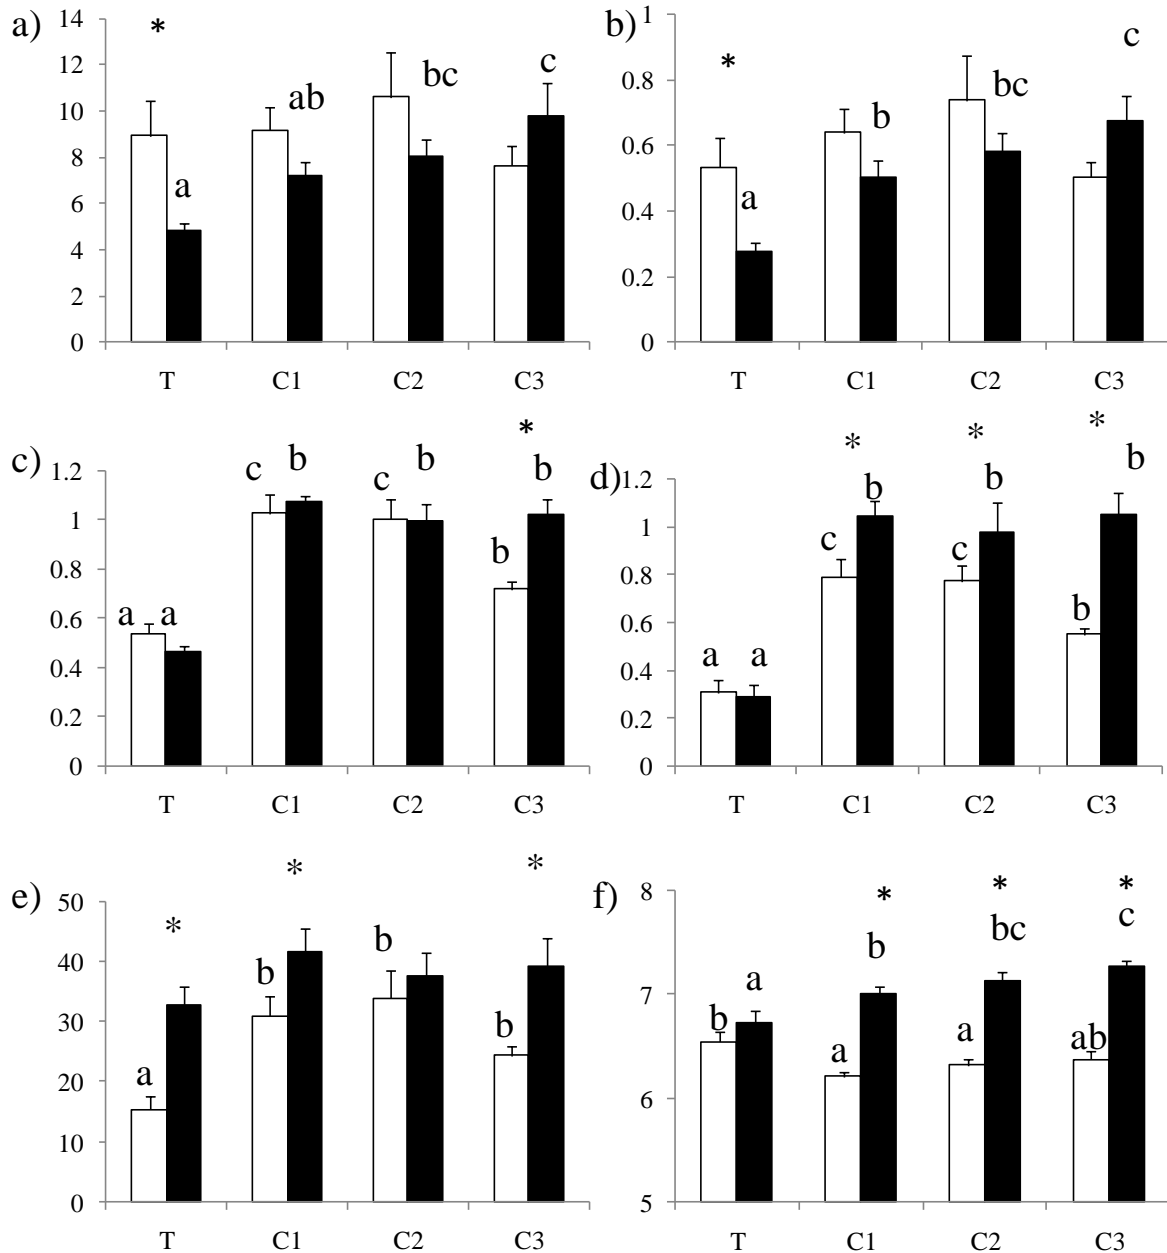 a) 14 * b) 1
12 10 8 6 4 2 0
a ab bc c
T C1 C2 C3
0.8 0.6 0.4 0.2 0
* a b bc c
T C1 C2 C3
c) 1.2 1 0.8 0.6 0.4 0.2 0
a a c b c b b * b
T C1 C2 C3
d) 1.2 1 0.8 0.6 0.4 0.2 0
a a c * b c * b b * b
T C1 C2 C3
e) 50 40 30 20 10 0
a * b * b b *
T C1 C2 C3
f) 8 7 6 5
b a a * b a * bc ab * c
T C1 C2 C3